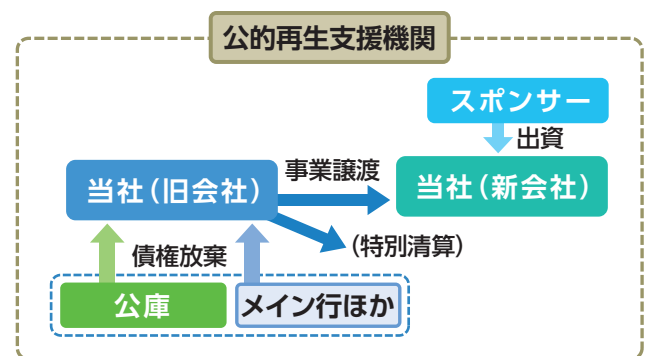 公的再生支援機関
スポンサー
出資
事業譲渡
当社（旧会社）
当社（新会社）
（特別清算）
債権放棄
公庫
メイン行ほか